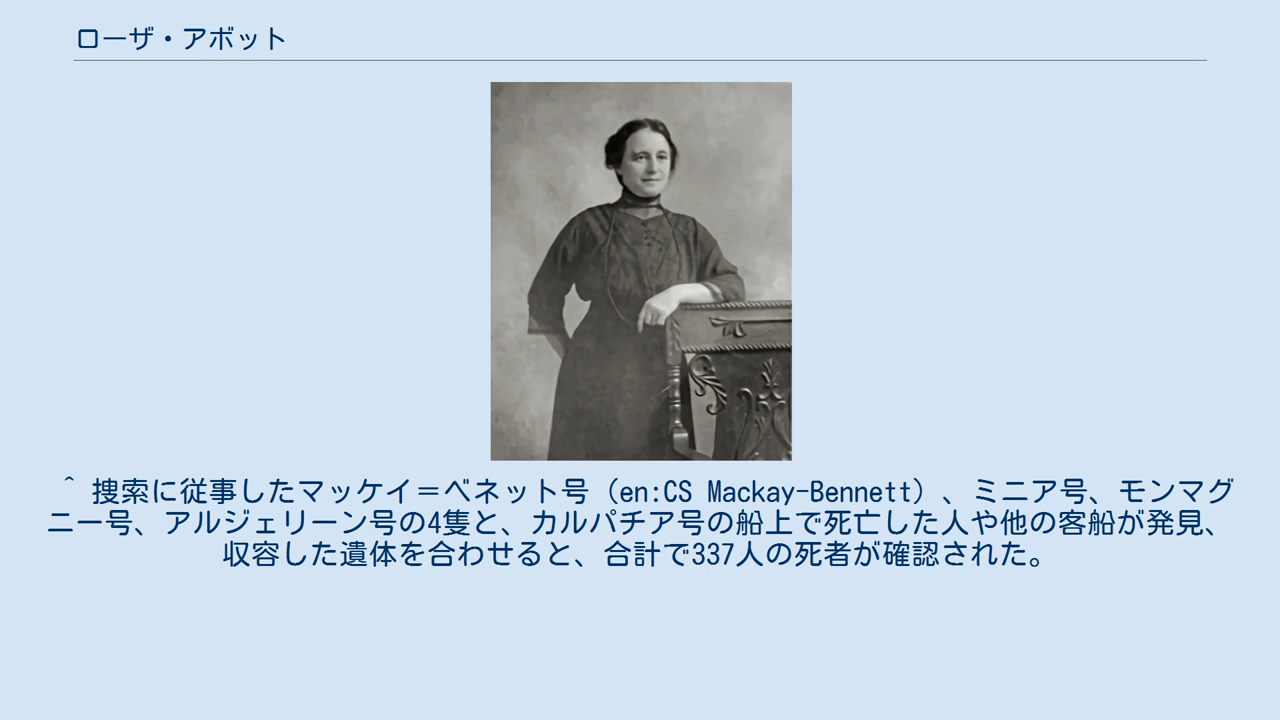 ローザ・アボット
^ 捜索に従事したマッケイ＝ベネット号（en:CS Mackay-Bennett）、ミニア号、モンマグ
ニー号、アルジェリーン号の4隻と、カルパチア号の船上で死亡した人や他の客船が発見、
収容した遺体を合わせると、合計で337人の死者が確認された。